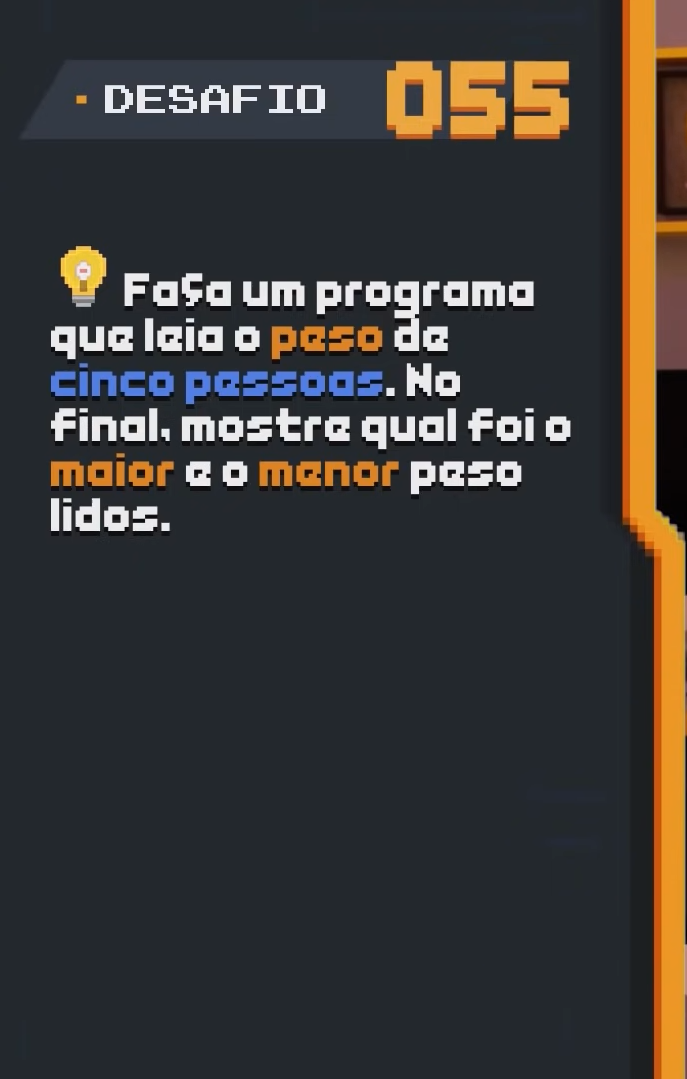 DESAFIO 055
Faça um programa
que leia o peso de
cinco pessoas. No
final, mostre qual foi o
maior e o menor peso
lidos.